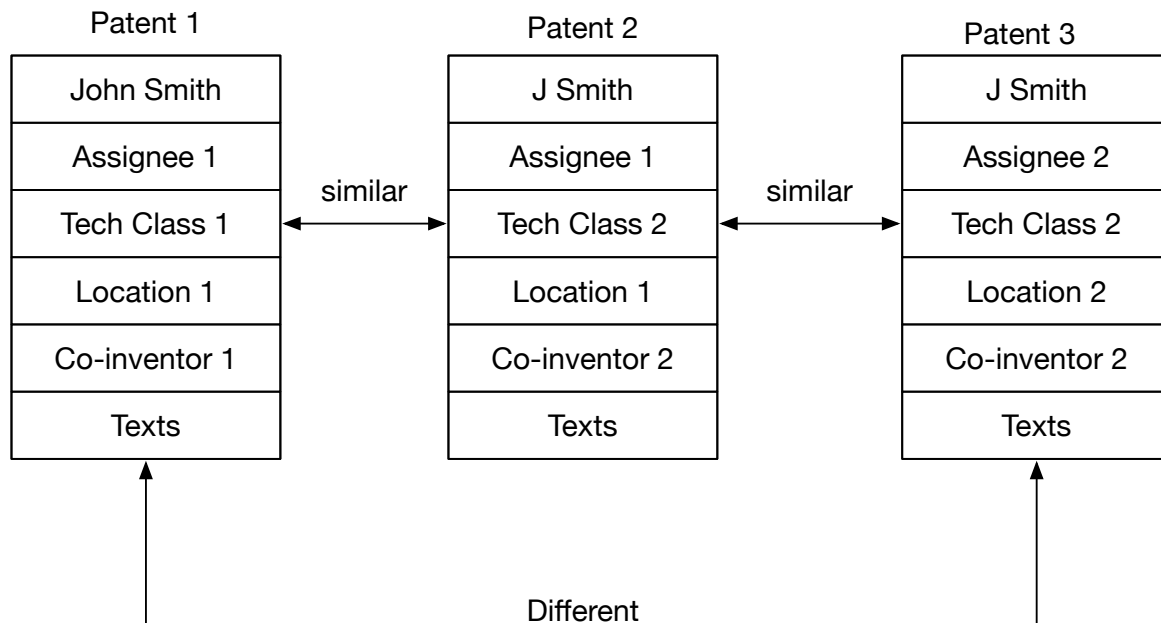 Patent 1
John Smith
Assignee 1
Tech Class 1
Location 1
Co-inventor 1
Texts
similar
Patent 2
J Smith
Assignee 1
Tech Class 2
Location 1
Co-inventor 2
Texts
similar
Patent 3
J Smith
Assignee 2
Tech Class 2
Location 2
Co-inventor 2
Texts
Different